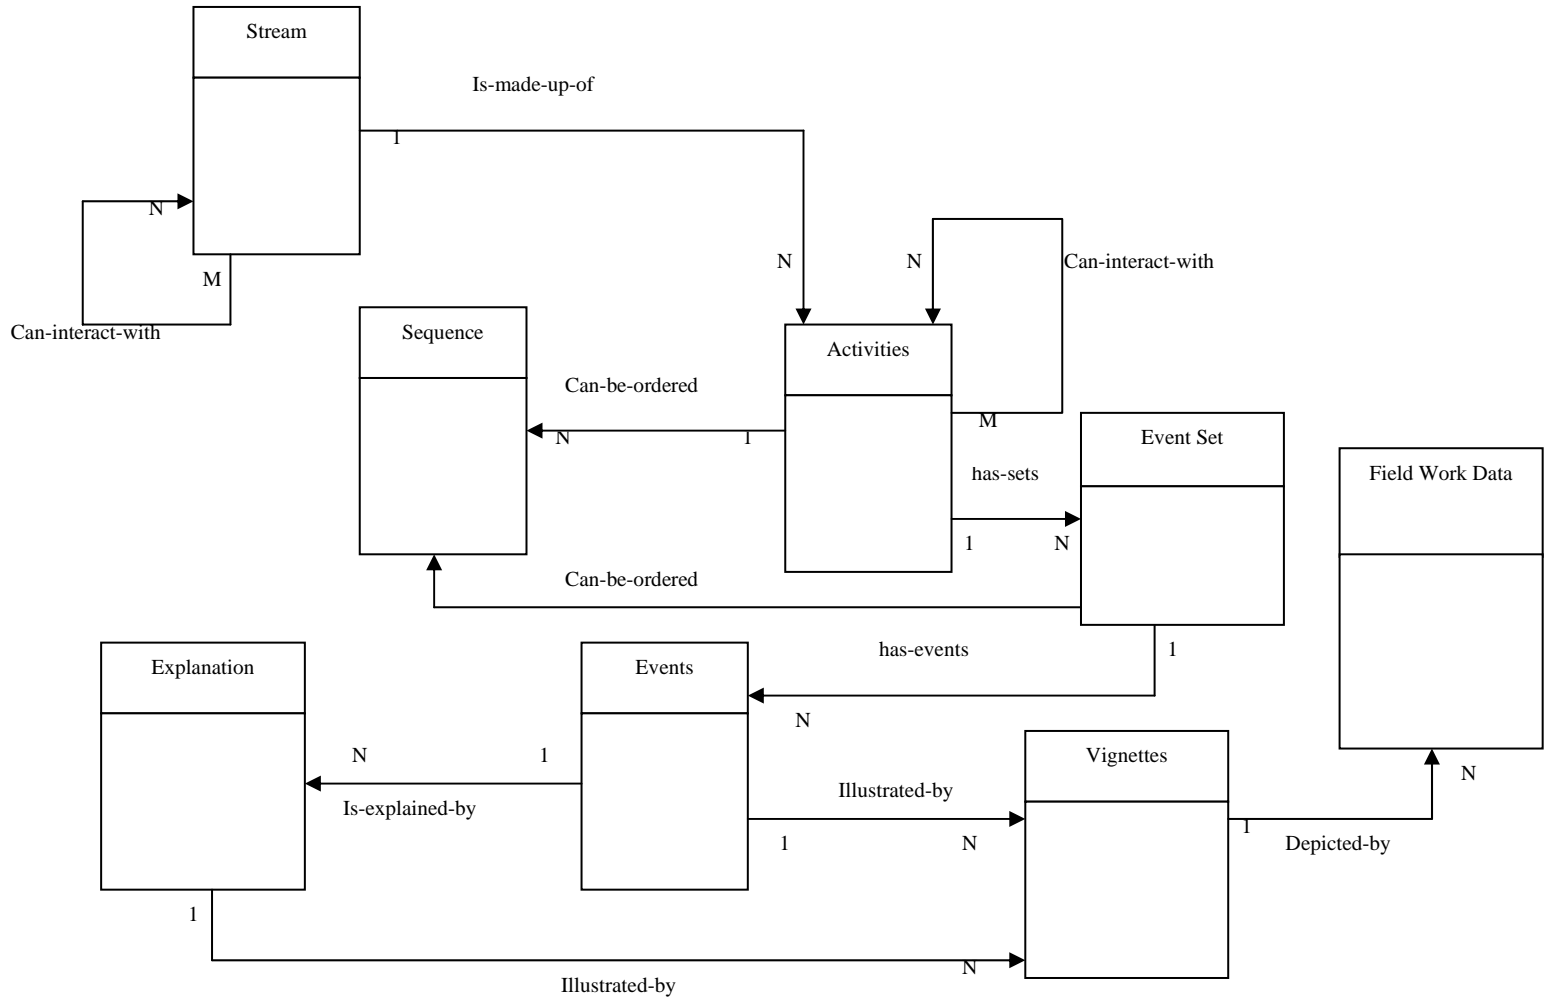 Stream
Is-made-up-of
1
N
M
Can-interact-with
N
N
Can-interact-with
Sequence
Activities
Can-be-ordered
N
1
M
Event Set
has-sets
1
N
Field Work Data
Can-be-ordered
Explanation
Events
has-events
1
N
N
1
Is-explained-by
Vignettes
Illustrated-by
1
N
1
Depicted-by
N
1
N
Illustrated-by